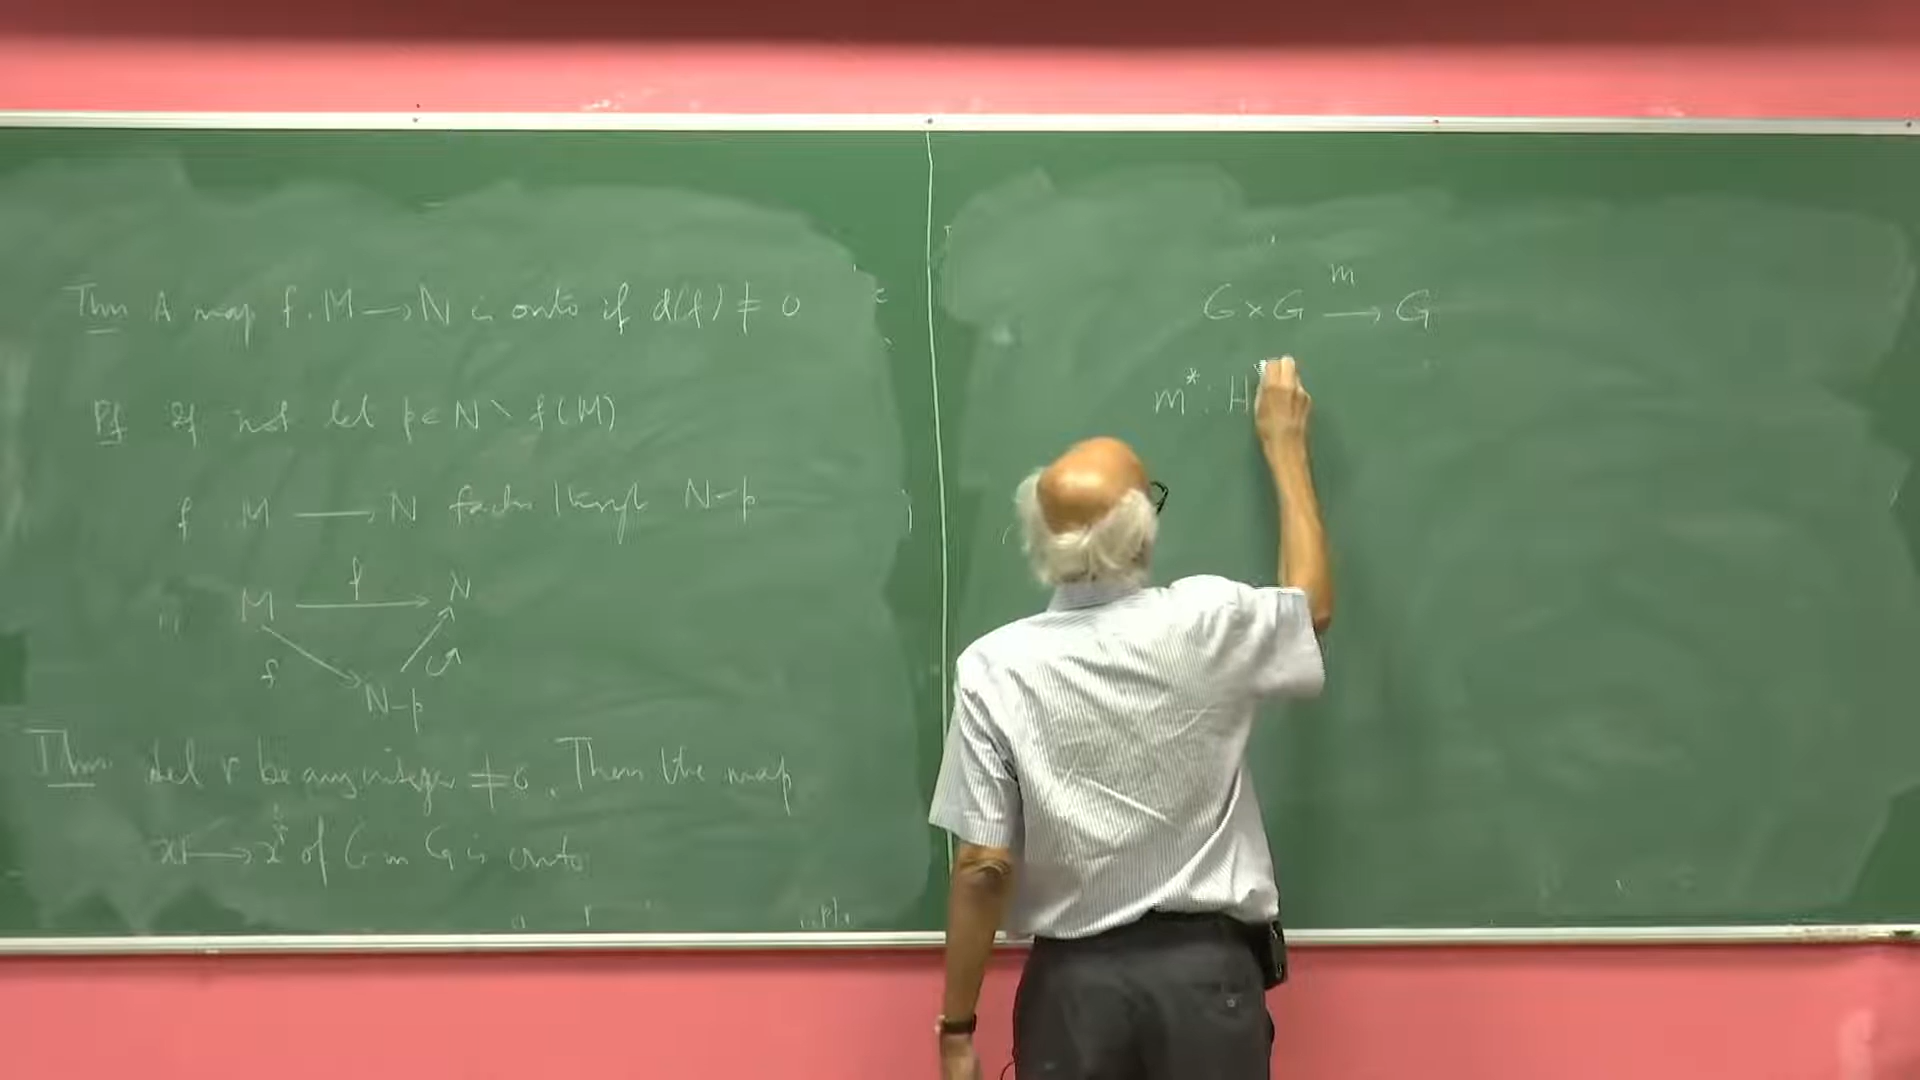 Thm A map f: M → N is onto if d(f) ≠ 0
Pf If not let p ∈ N \ f(M)
f M → N factors through N-p
M f N
f
N-p
Thm Let r be any integer ≠ 0. Then the map
x ↦ x^r of G in G is onto
m
G × G → G
m* : H